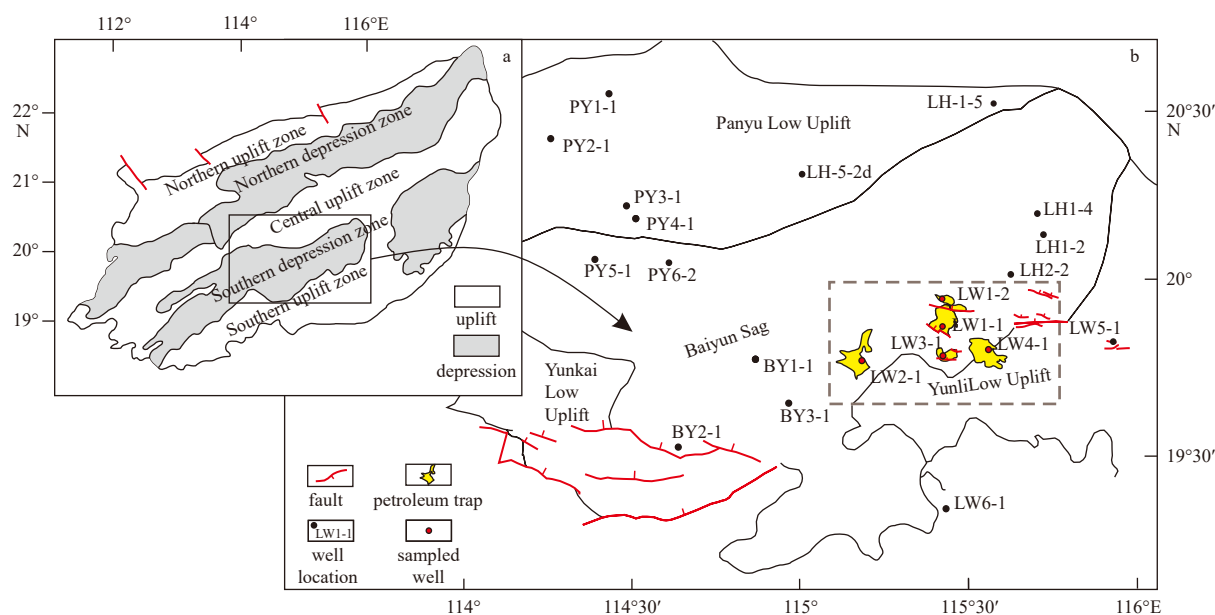 112°
114°
116°E
a
22°
N
21°
20°
19°
Northern uplift zone
Northern depression zone
Central uplift zone
Southern depression zone
Southern uplift zone
uplift
depression
b
PY1-1
PY2-1
PY3-1
PY4-1
PY5-1
PY6-2
Panyu Low Uplift
LH-1-5
LH-5-2d
LH1-4
LH1-2
LH2-2
LW1-2
LW1-1
LW3-1
LW4-1
LW5-1
LW2-1
YunliLow Uplift
Baiyun Sag
BY1-1
BY3-1
BY2-1
Yunkai
Low
Uplift
LW6-1
20°30′
N
20°
19°30′
fault
petroleum trap
LW1-1
well
location
sampled
well
114°
114°30′
115°
115°30′
116°E